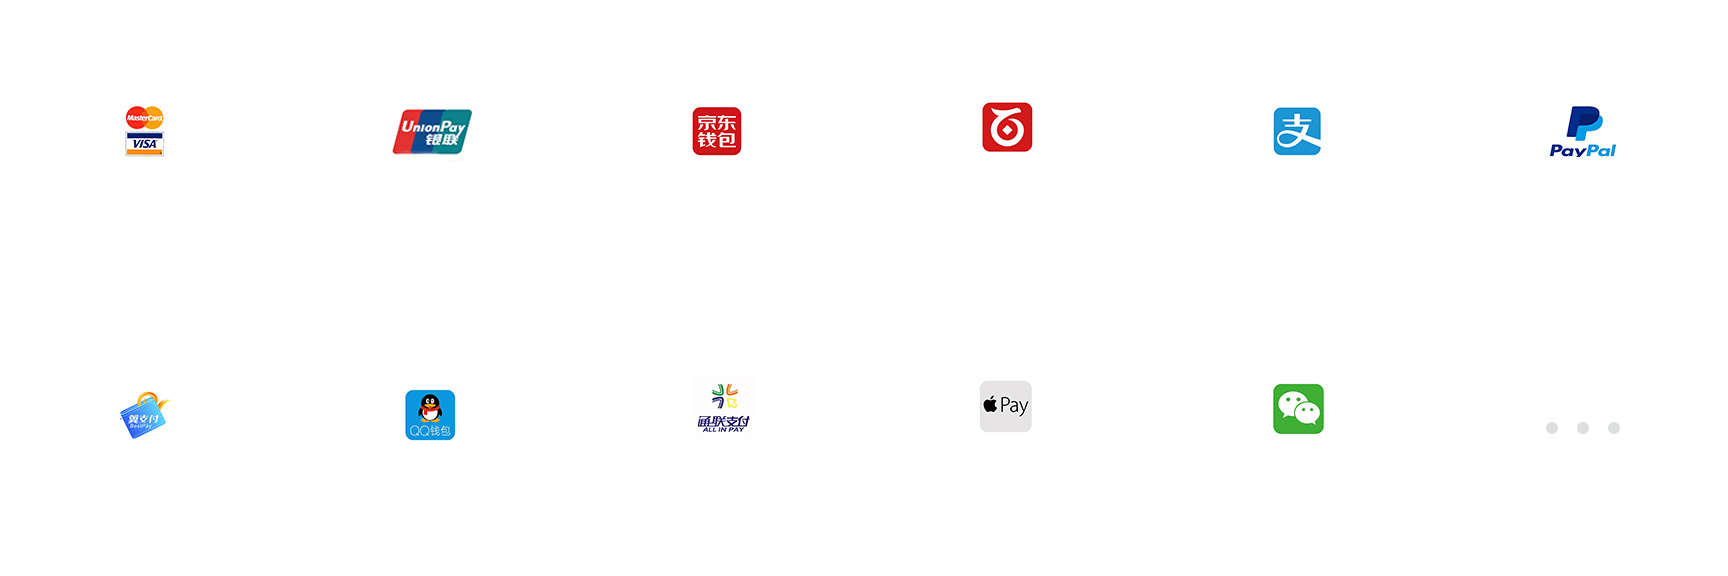 MasterCard
VISA
UnionPay
银联
京东
钱包
支
PayPal
翼支付
BestPay
QQ钱包
通联支付
ALL IN PAY
Pay